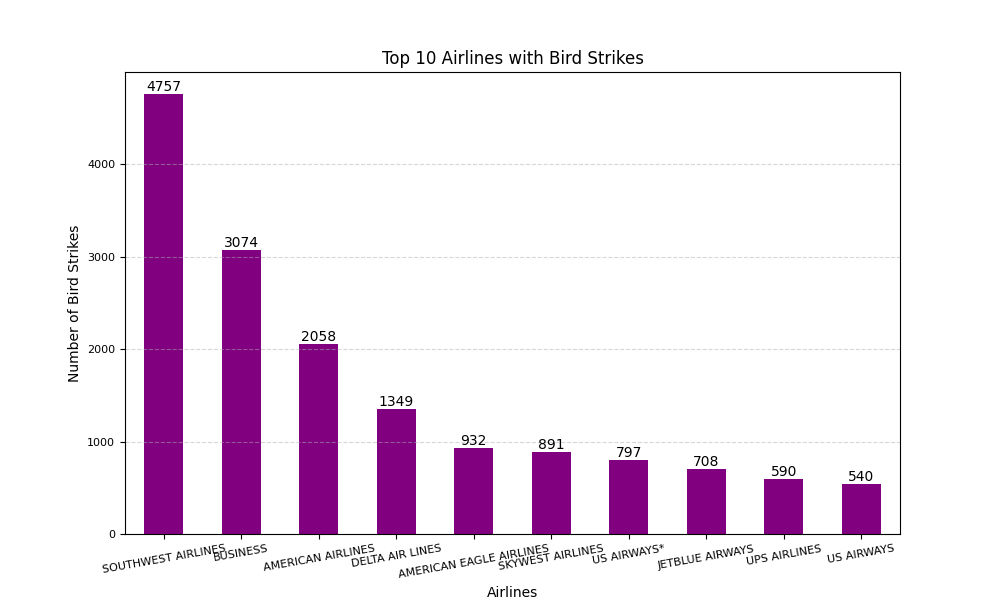 Top 10 Airlines with Bird Strikes
Number of Bird Strikes
4000
3000
2000
1000
0
4757
3074
2058
1349
932
891
797
708
590
540
SOUTHWEST AIRLINES
BUSINESS
AMERICAN AIRLINES
DELTA AIR LINES
AMERICAN EAGLE AIRLINES
SKYWEST AIRLINES
US AIRWAYS*
JETBLUE AIRWAYS
UPS AIRLINES
US AIRWAYS
Airlines